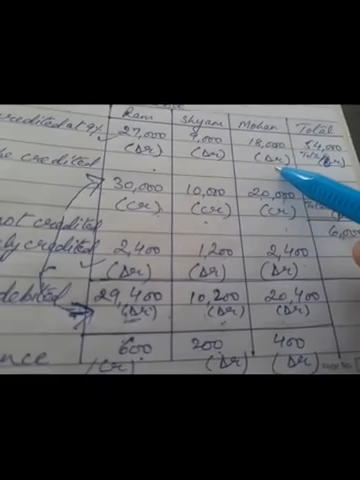 Ram Shyam Mohan Total
credited at 9% 27,000 9,000 18,000 54,000
(Dr) (Dr) (Dr) (Dr)
be credited
30,000 10,000 20,000
(Cr) (Cr) (Cr)
not credited
ly credited 2,400 1,200 2,400
(Dr) (Dr) (Dr)
debited 29,400 10,200 20,400
(Dr) (Dr) (Dr)
ence 600 200 400
(Cr) (Dr) (Dr)